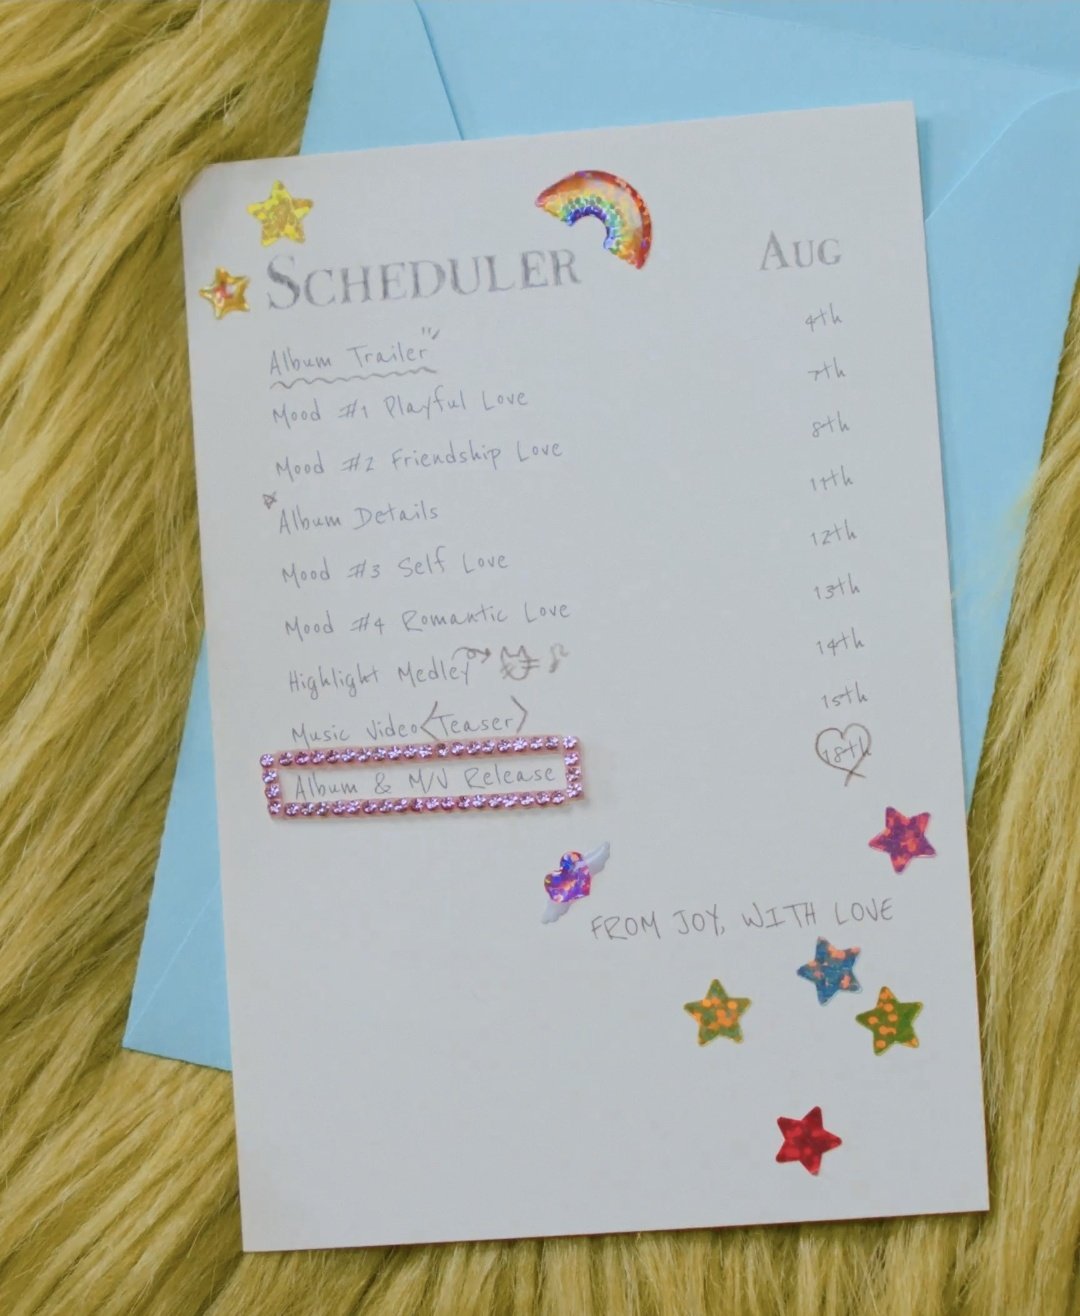 SCHEDULER AUG
Album Trailer 4th
Mood #1 Playful Love 7th
Mood #2 Friendship Love 8th
Album Details 11th
Mood #3 Self Love 12th
Mood #4 Romantic Love 13th
Highlight Medley 14th
Music Video <Teaser> 15th
Album & M/V Release 18th
FROM JOY, WITH LOVE